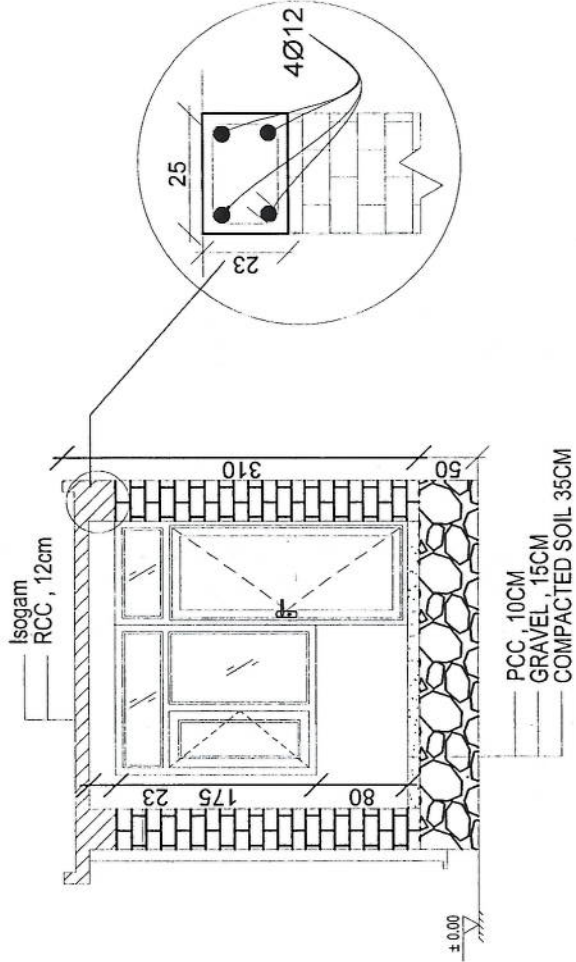 Isogam
RCC , 12cm
310
50
23
175
80
± 0.00
PCC , 10CM
GRAVEL, 15CM
COMPACTED SOIL 35CM
25
23
4Ø12